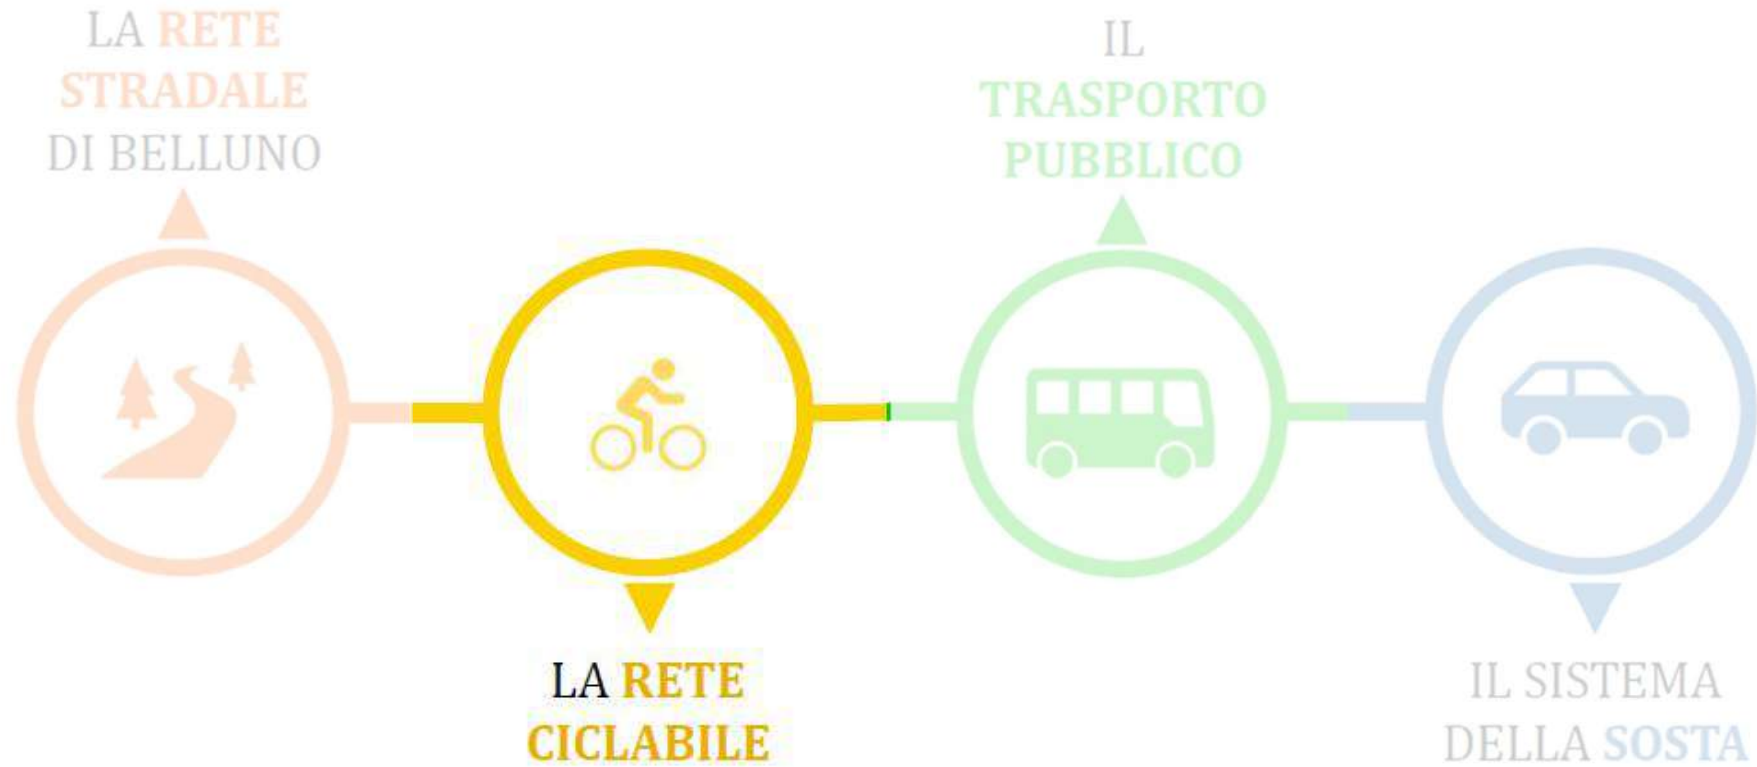 LA RETE
STRADALE
DI BELLUNO
LA RETE
CICLABILE
IL
TRASPORTO
PUBBLICO
IL SISTEMA
DELLA SOSTA